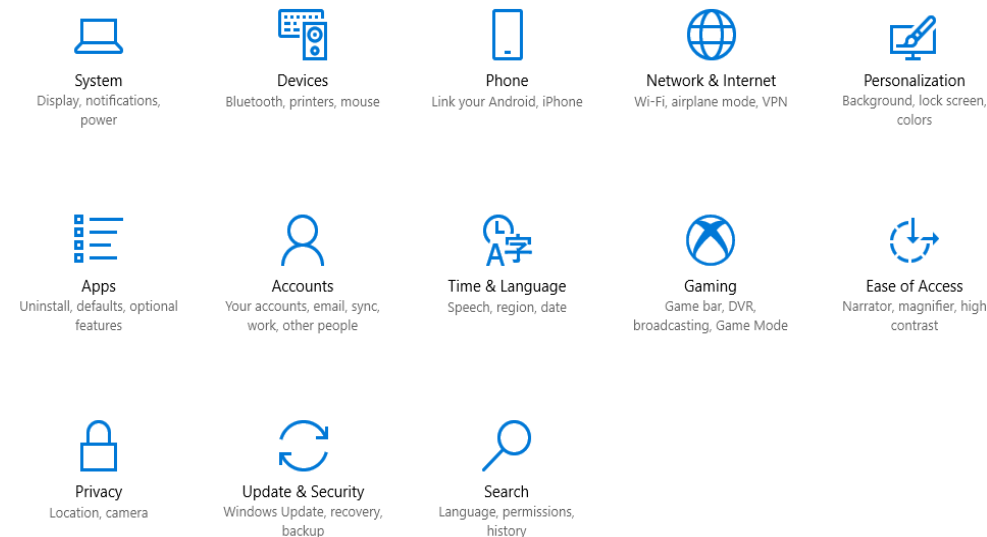 System
Display, notifications,
power
Devices
Bluetooth, printers, mouse
Phone
Link your Android, iPhone
Network & Internet
Wi-Fi, airplane mode, VPN
Personalization
Background, lock screen,
colors
Apps
Uninstall, defaults, optional
features
Accounts
Your accounts, email, sync,
work, other people
A字
Time & Language
Speech, region, date
Gaming
Game bar, DVR,
broadcasting, Game Mode
Ease of Access
Narrator, magnifier, high
contrast
Privacy
Location, camera
Update & Security
Windows Update, recovery,
backup
Search
Language, permissions,
history